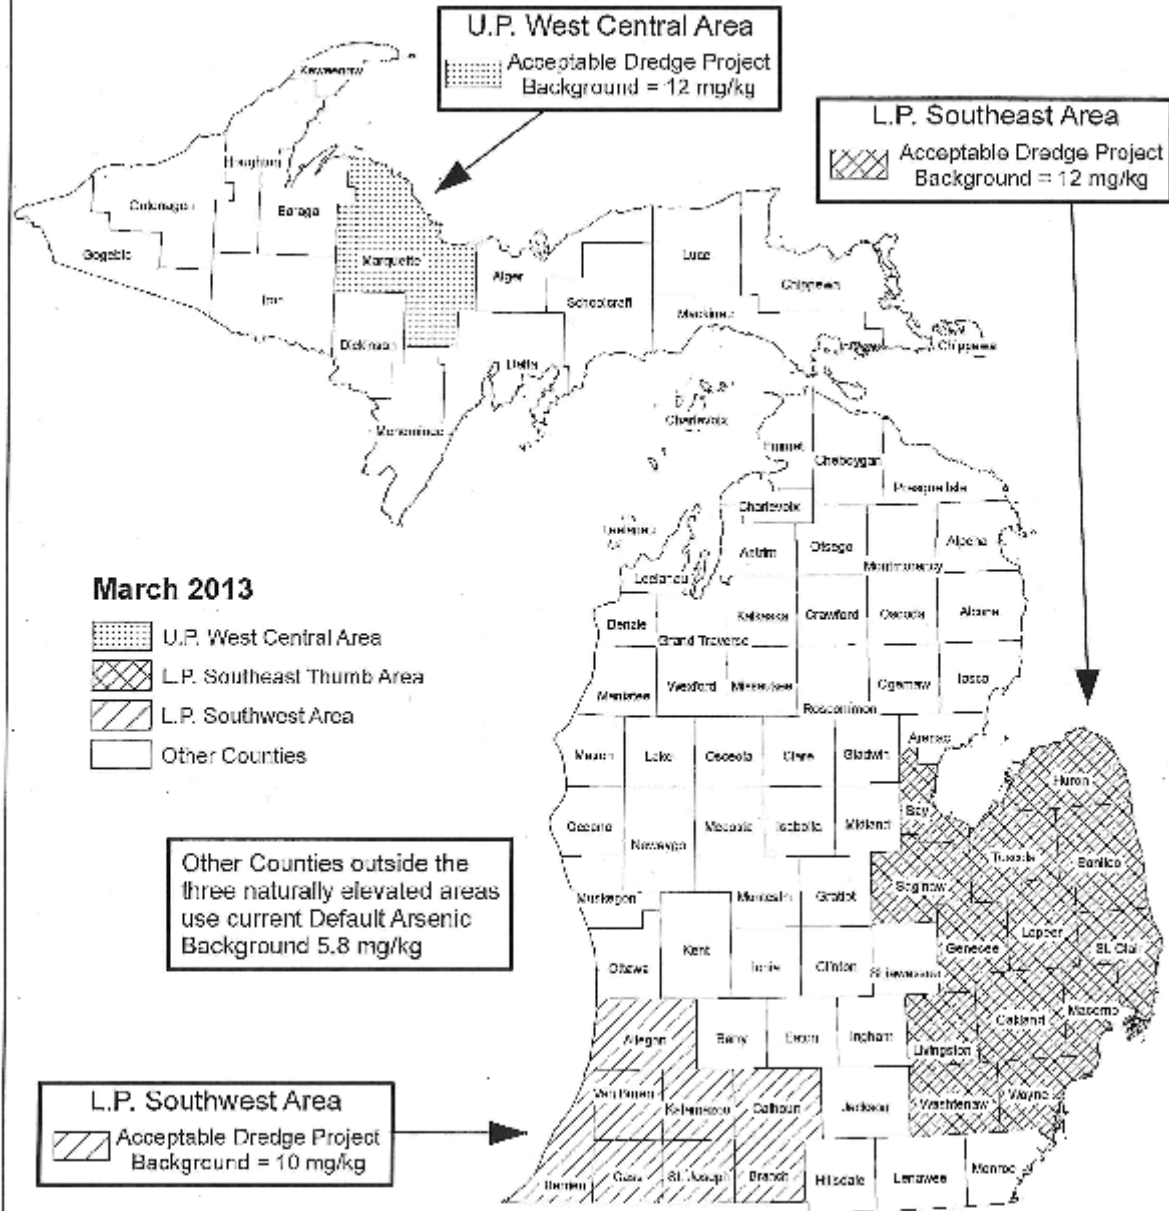 U.P. West Central Area
Acceptable Dredge Project
Background = 12 mg/kg
L.P. Southeast Area
Acceptable Dredge Project
Background = 12 mg/kg
Keweenaw
Houghton
Ontonagon
Baraga
Gogebic
Marquette
Iron
Alger
Luce
Schoolcraft
Chippewa
Mackinac
Chippewa
Dickinson
Delta
Menominee
Charlevoix
Emmet
Cheboygan
Presque Isle
Charlevoix
Leelanau
Antrim
Otsego
Alpena
Montmorency
Leelanau
March 2013
U.P. West Central Area
L.P. Southeast Thumb Area
L.P. Southwest Area
Other Counties
Benzie
Grand Traverse
Kalkaska
Crawford
Oscoda
Alcona
Manistee
Wexford
Missaukee
Roscommon
Ogemaw
Iosco
Arenac
Mason
Lake
Osceola
Clare
Gladwin
Huron
Bay
Oceana
Newaygo
Mecosta
Isabella
Midland
Tuscola
Sanilac
Other Counties outside the
three naturally elevated areas
use current Default Arsenic
Background 5.8 mg/kg
Muskegon
Montcalm
Gratiot
Saginaw
Genesee
Lapeer
St. Clair
Ottawa
Kent
Ionia
Clinton
Shiawassee
Allegan
Barry
Eaton
Ingham
Livingston
Oakland
Macomb
L.P. Southwest Area
Acceptable Dredge Project
Background = 10 mg/kg
Van Buren
Kalamazoo
Calhoun
Jackson
Washtenaw
Wayne
Berrien
Cass
St. Joseph
Branch
Hillsdale
Lenawee
Monroe